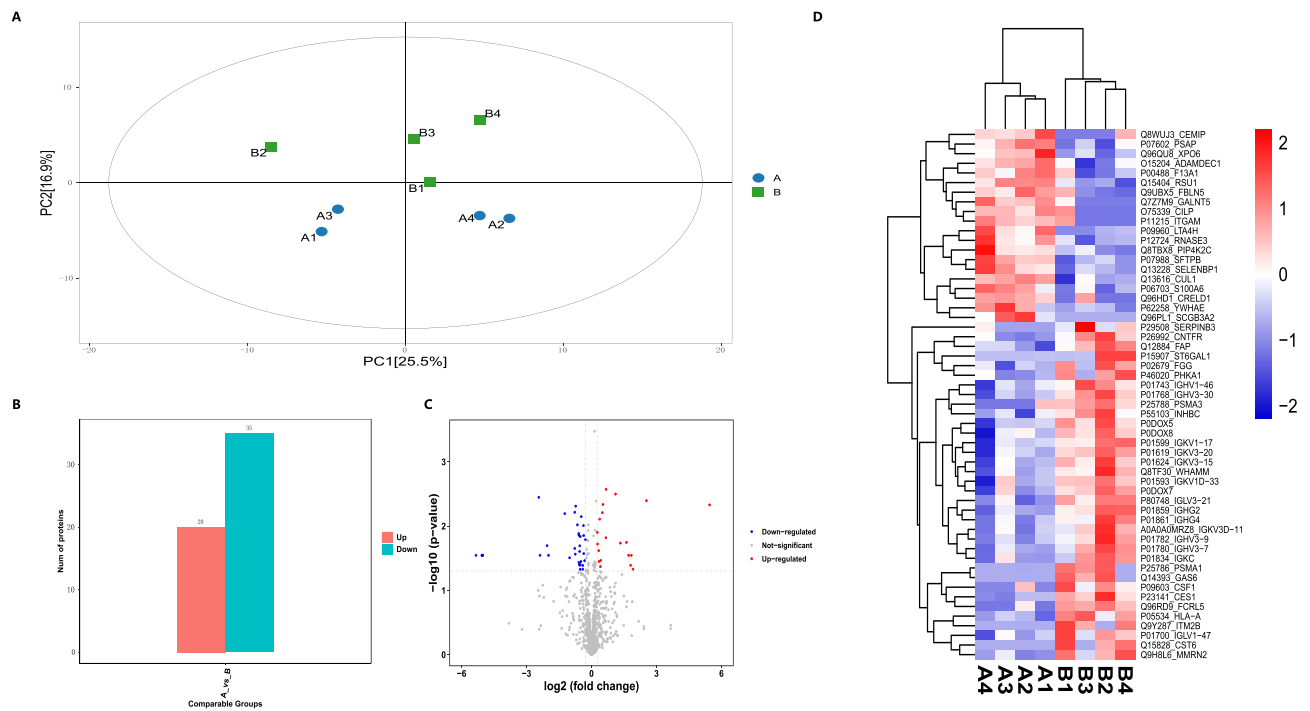 A
PC2[16.9%]
10
0
−10
−20
−10
0
10
20
PC1[25.5%]
B4
B3
B2
B1
A3
A1
A4
A2
A
B
B
Num of proteins
30
20
10
0
20
35
A_vs_B
Comparable Groups
Up
Down
C
−log10 (p−value)
3
2
1
0
−6
−3
0
3
6
log2 (fold change)
Down−regulated
Not−significant
Up−regulated
D
Q8WUJ3_CEMIP
P07602_PSAP
Q96QU8_XPO6
O15204_ADAMDEC1
P00488_F13A1
Q15404_RSU1
Q9UBX5_FBLN5
Q7Z7M9_GALNT5
O75339_CILP
P11215_ITGAM
P09960_LTA4H
P12724_RNASE3
Q8TBX8_PIP4K2C
P07988_SFTPB
Q13228_SELENBP1
Q13616_CUL1
P06703_S100A6
Q96HD1_CRELD1
P62258_YWHAE
Q96PL1_SCGB3A2
P29508_SERPINB3
P26992_CNTFR
Q12884_FAP
P15907_ST6GAL1
P02679_FGG
P46020_PHKA1
P01743_IGHV1−46
P01768_IGHV3−30
P25788_PSMA3
P55103_INHBC
P0DOX5
P0DOX8
P01599_IGKV1−17
P01619_IGKV3−20
P01624_IGKV3−15
Q8TF30_WHAMM
P01593_IGKV1D−33
P0DOX7
P80748_IGLV3−21
P01859_IGHG2
P01861_IGHG4
A0A0A0MRZ8_IGKV3D−11
P01782_IGHV3−9
P01780_IGHV3−7
P01834_IGKC
P25786_PSMA1
Q14393_GAS6
P09603_CSF1
P23141_CES1
Q96RD9_FCRL5
P05534_HLA−A
Q9Y287_ITM2B
P01700_IGLV1−47
Q15828_CST6
Q9H8L6_MMRN2
A4
A3
A2
A1
B1
B3
B2
B4
2
1
0
−1
−2